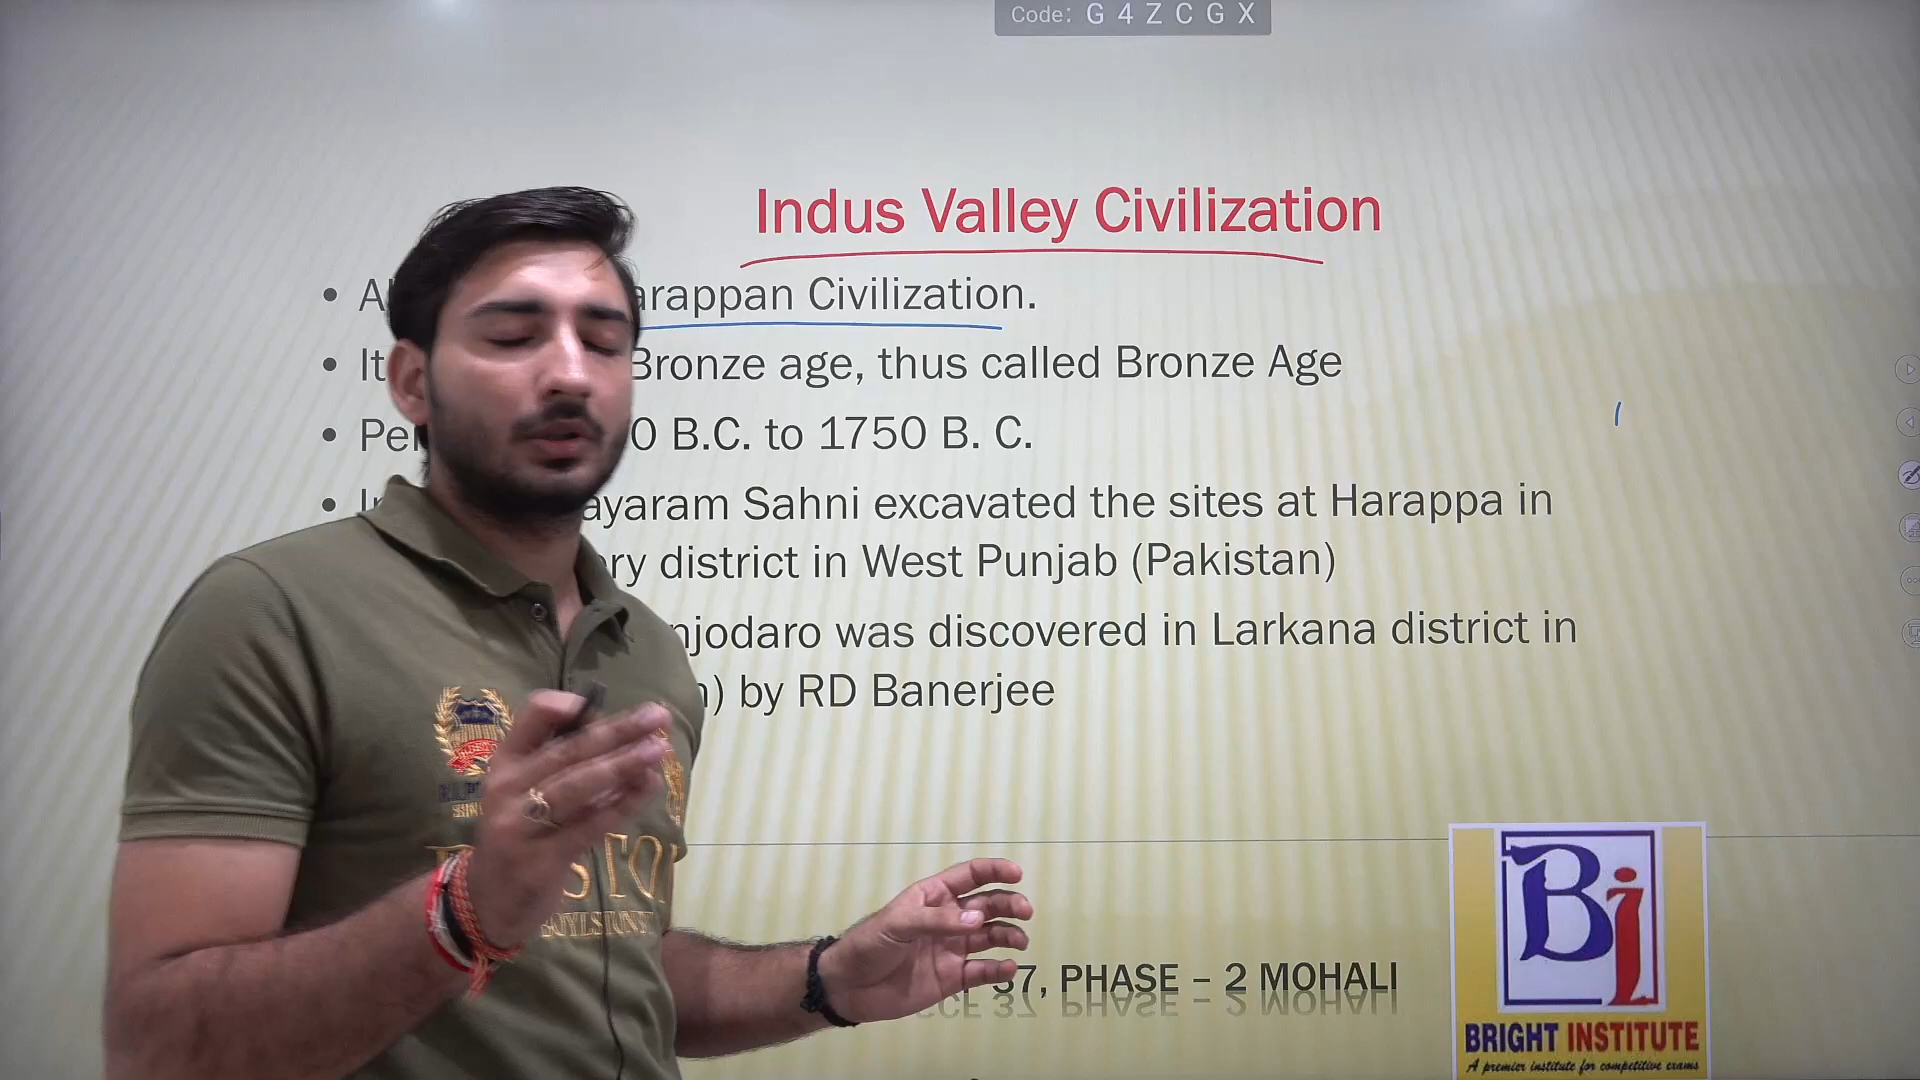 Code: G 4 Z C G X
Indus Valley Civilization
arappan Civilization.
It Bronze age, thus called Bronze Age
0 B.C. to 1750 B. C.
ayaram Sahni excavated the sites at Harappa in
ry district in West Punjab (Pakistan)
njodaro was discovered in Larkana district in
) by RD Banerjee
37, PHASE – 2 MOHALI
Bi
BRIGHT INSTITUTE
A premier institute for competitive exams